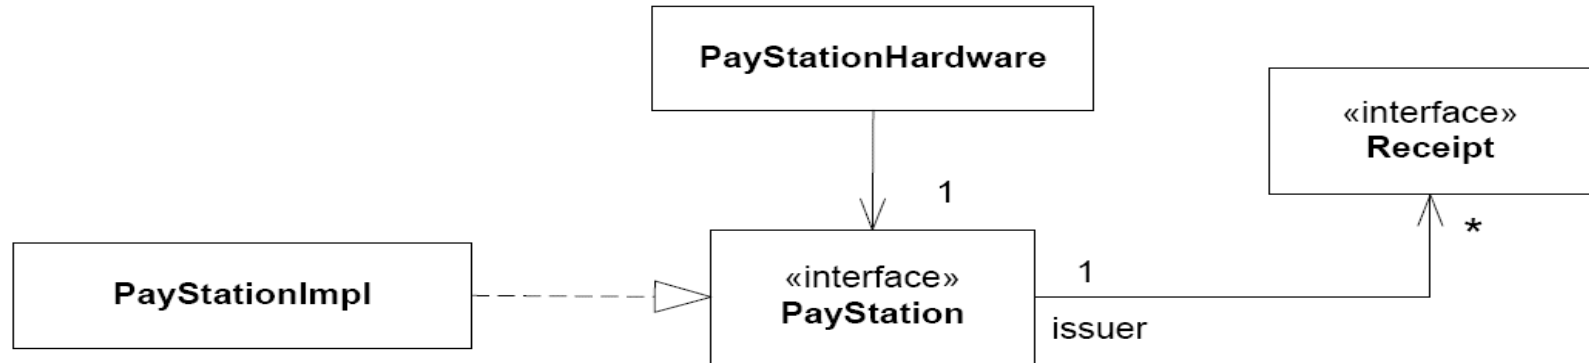 PayStationHardware
«interface»
Receipt
1
*
PayStationImpl
«interface»
PayStation
1
issuer